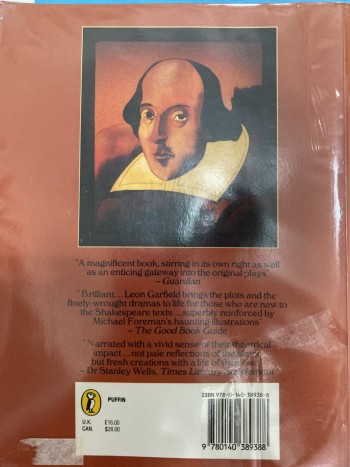 "A magnificent book, stirring in its own right as well
as an enticing gateway into the original plays"
– Guardian
"Brilliant...Leon Garfield brings the plots and the
finely-wrought dramas to life for those who are new to
the Shakespeare texts...superbly reinforced by
Michael Foreman's haunting illustrations"
– The Good Book Guide
"Narrated with a vivid sense of their theatrical
impact...not pale reflections of the plays
but fresh creations with a life of their own"
– Dr Stanley Wells, Times Literary Supplement
PUFFIN
U.K. £16.00
CAN. $28.00
ISBN 978-0-140-38938-8
9 780140 389388